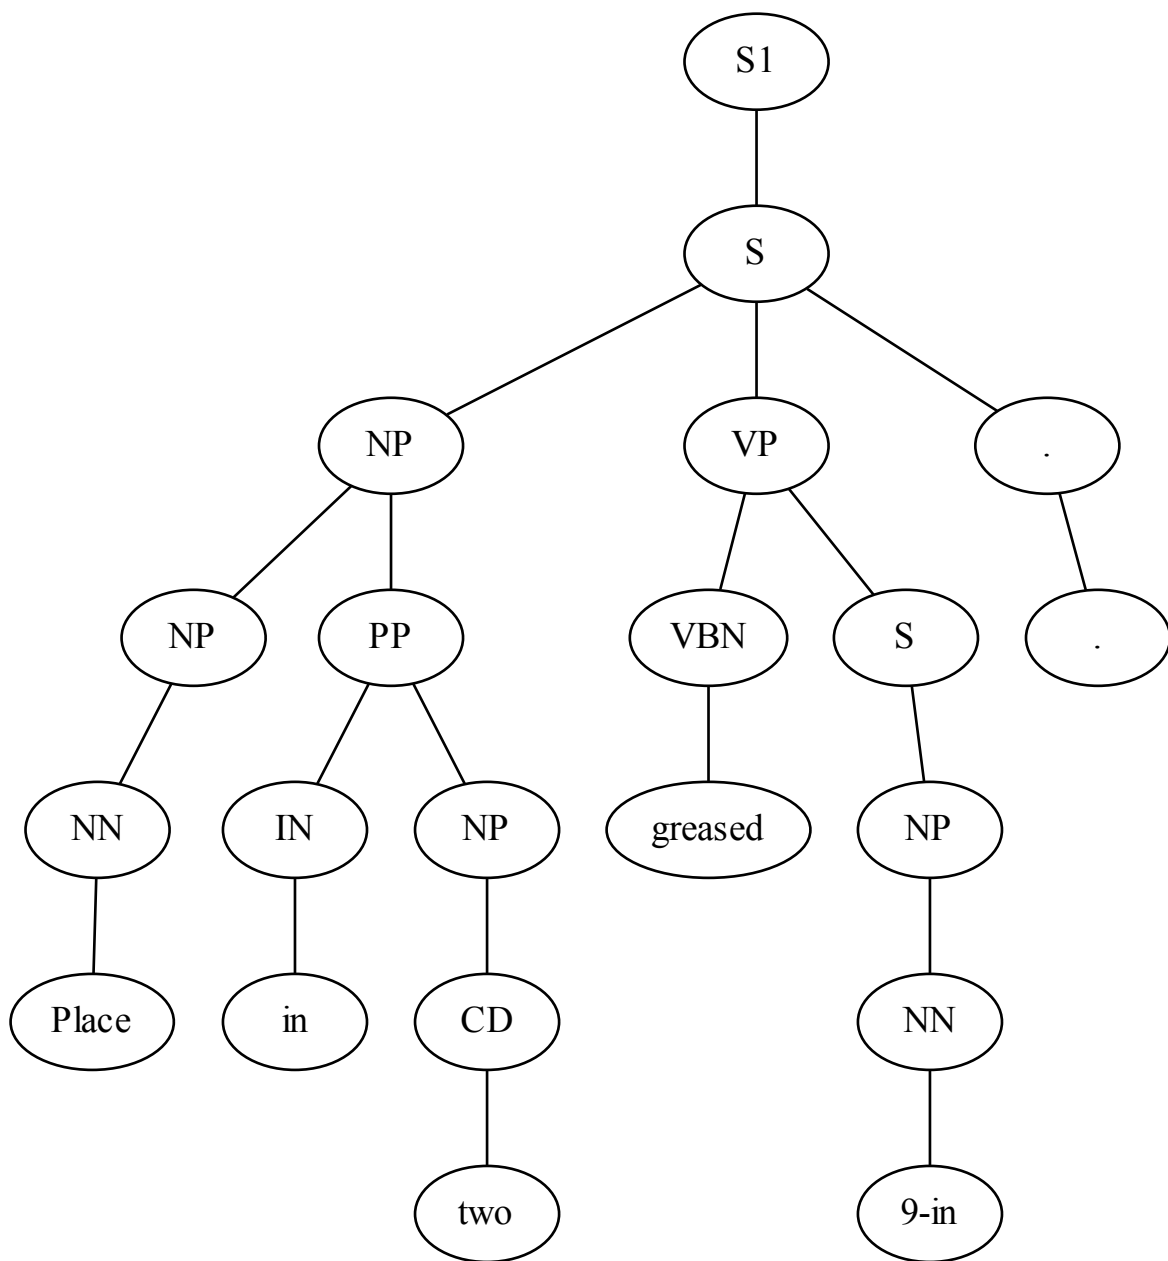 S1
S
NP VP .
NP PP VBN S .
NN IN NP greased NP
Place in CD NN
two 9-in